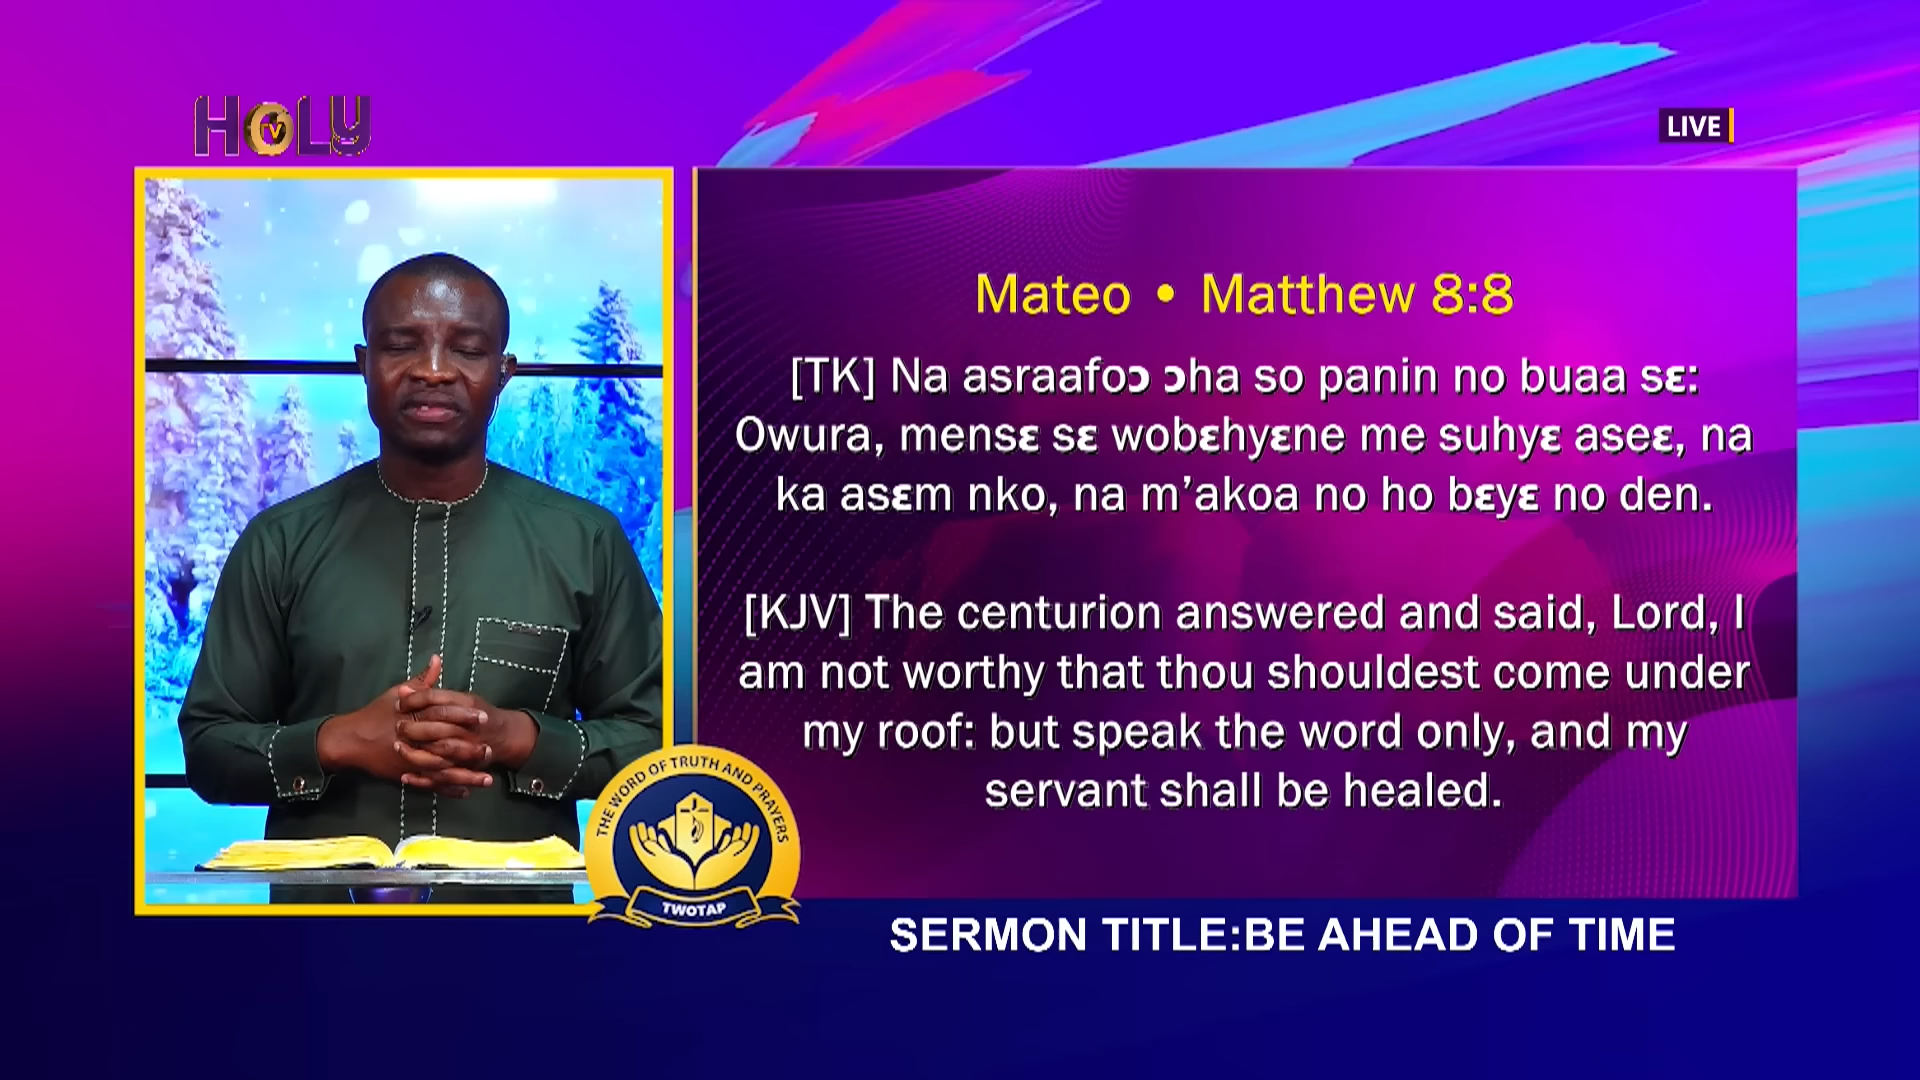 HOLY
TV
LIVE
Mateo • Matthew 8:8
[TK] Na asraafoɔ ɔha so panin no buaa sɛ:
Owura, mensɛ sɛ wobɛhyɛne me suhyɛ aseɛ, na
ka asɛm nko, na m’akoa no ho bɛyɛ no den.
[KJV] The centurion answered and said, Lord, I
am not worthy that thou shouldest come under
my roof: but speak the word only, and my
servant shall be healed.
THE WORD OF TRUTH AND PRAYERS
TWOTAP
SERMON TITLE:BE AHEAD OF TIME